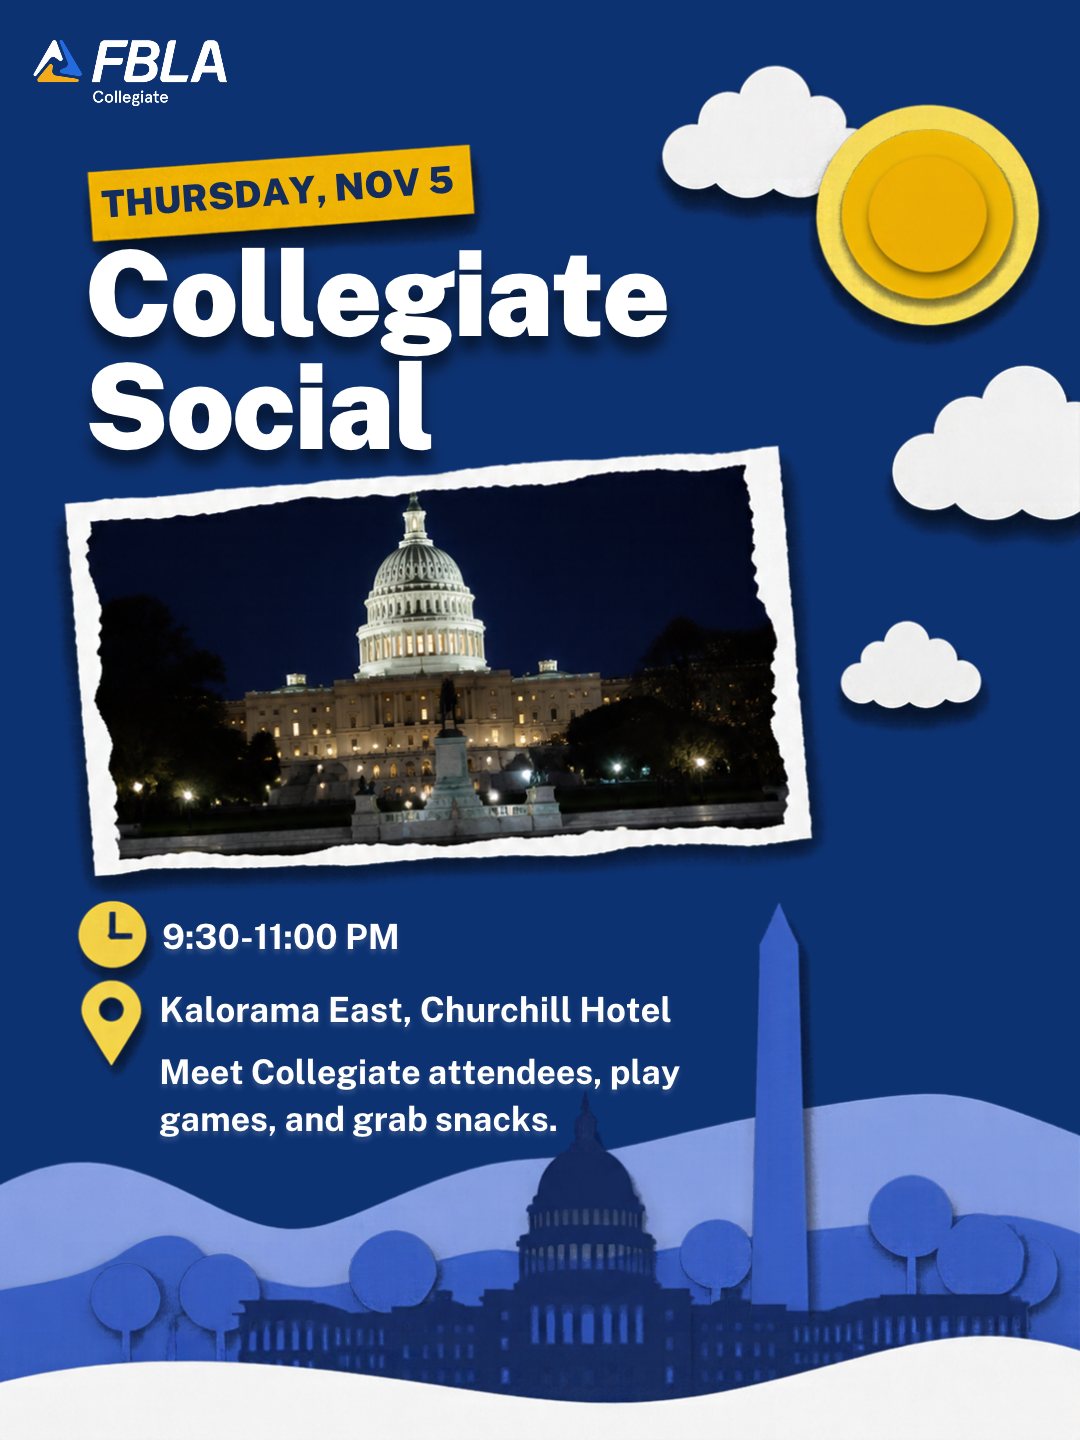 FBLA
Collegiate
THURSDAY, NOV 5
Collegiate
Social
9:30-11:00 PM
Kalorama East, Churchill Hotel
Meet Collegiate attendees, play
games, and grab snacks.